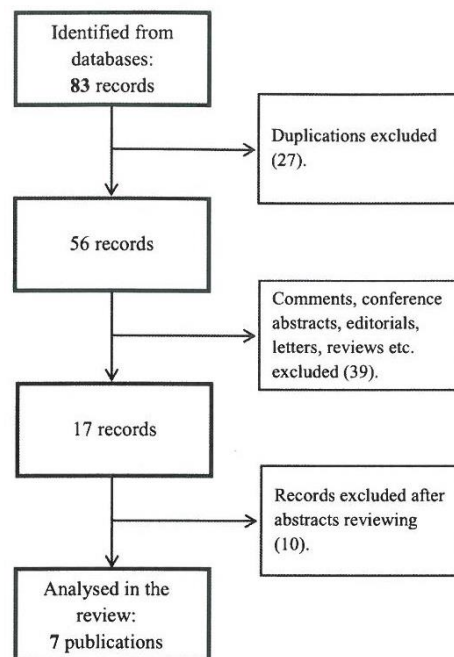 Identified from
databases:
83 records
Duplications excluded
(27).
56 records
Comments, conference
abstracts, editorials,
letters, reviews etc.
excluded (39).
17 records
Records excluded after
abstracts reviewing
(10).
Analysed in the
review:
7 publications